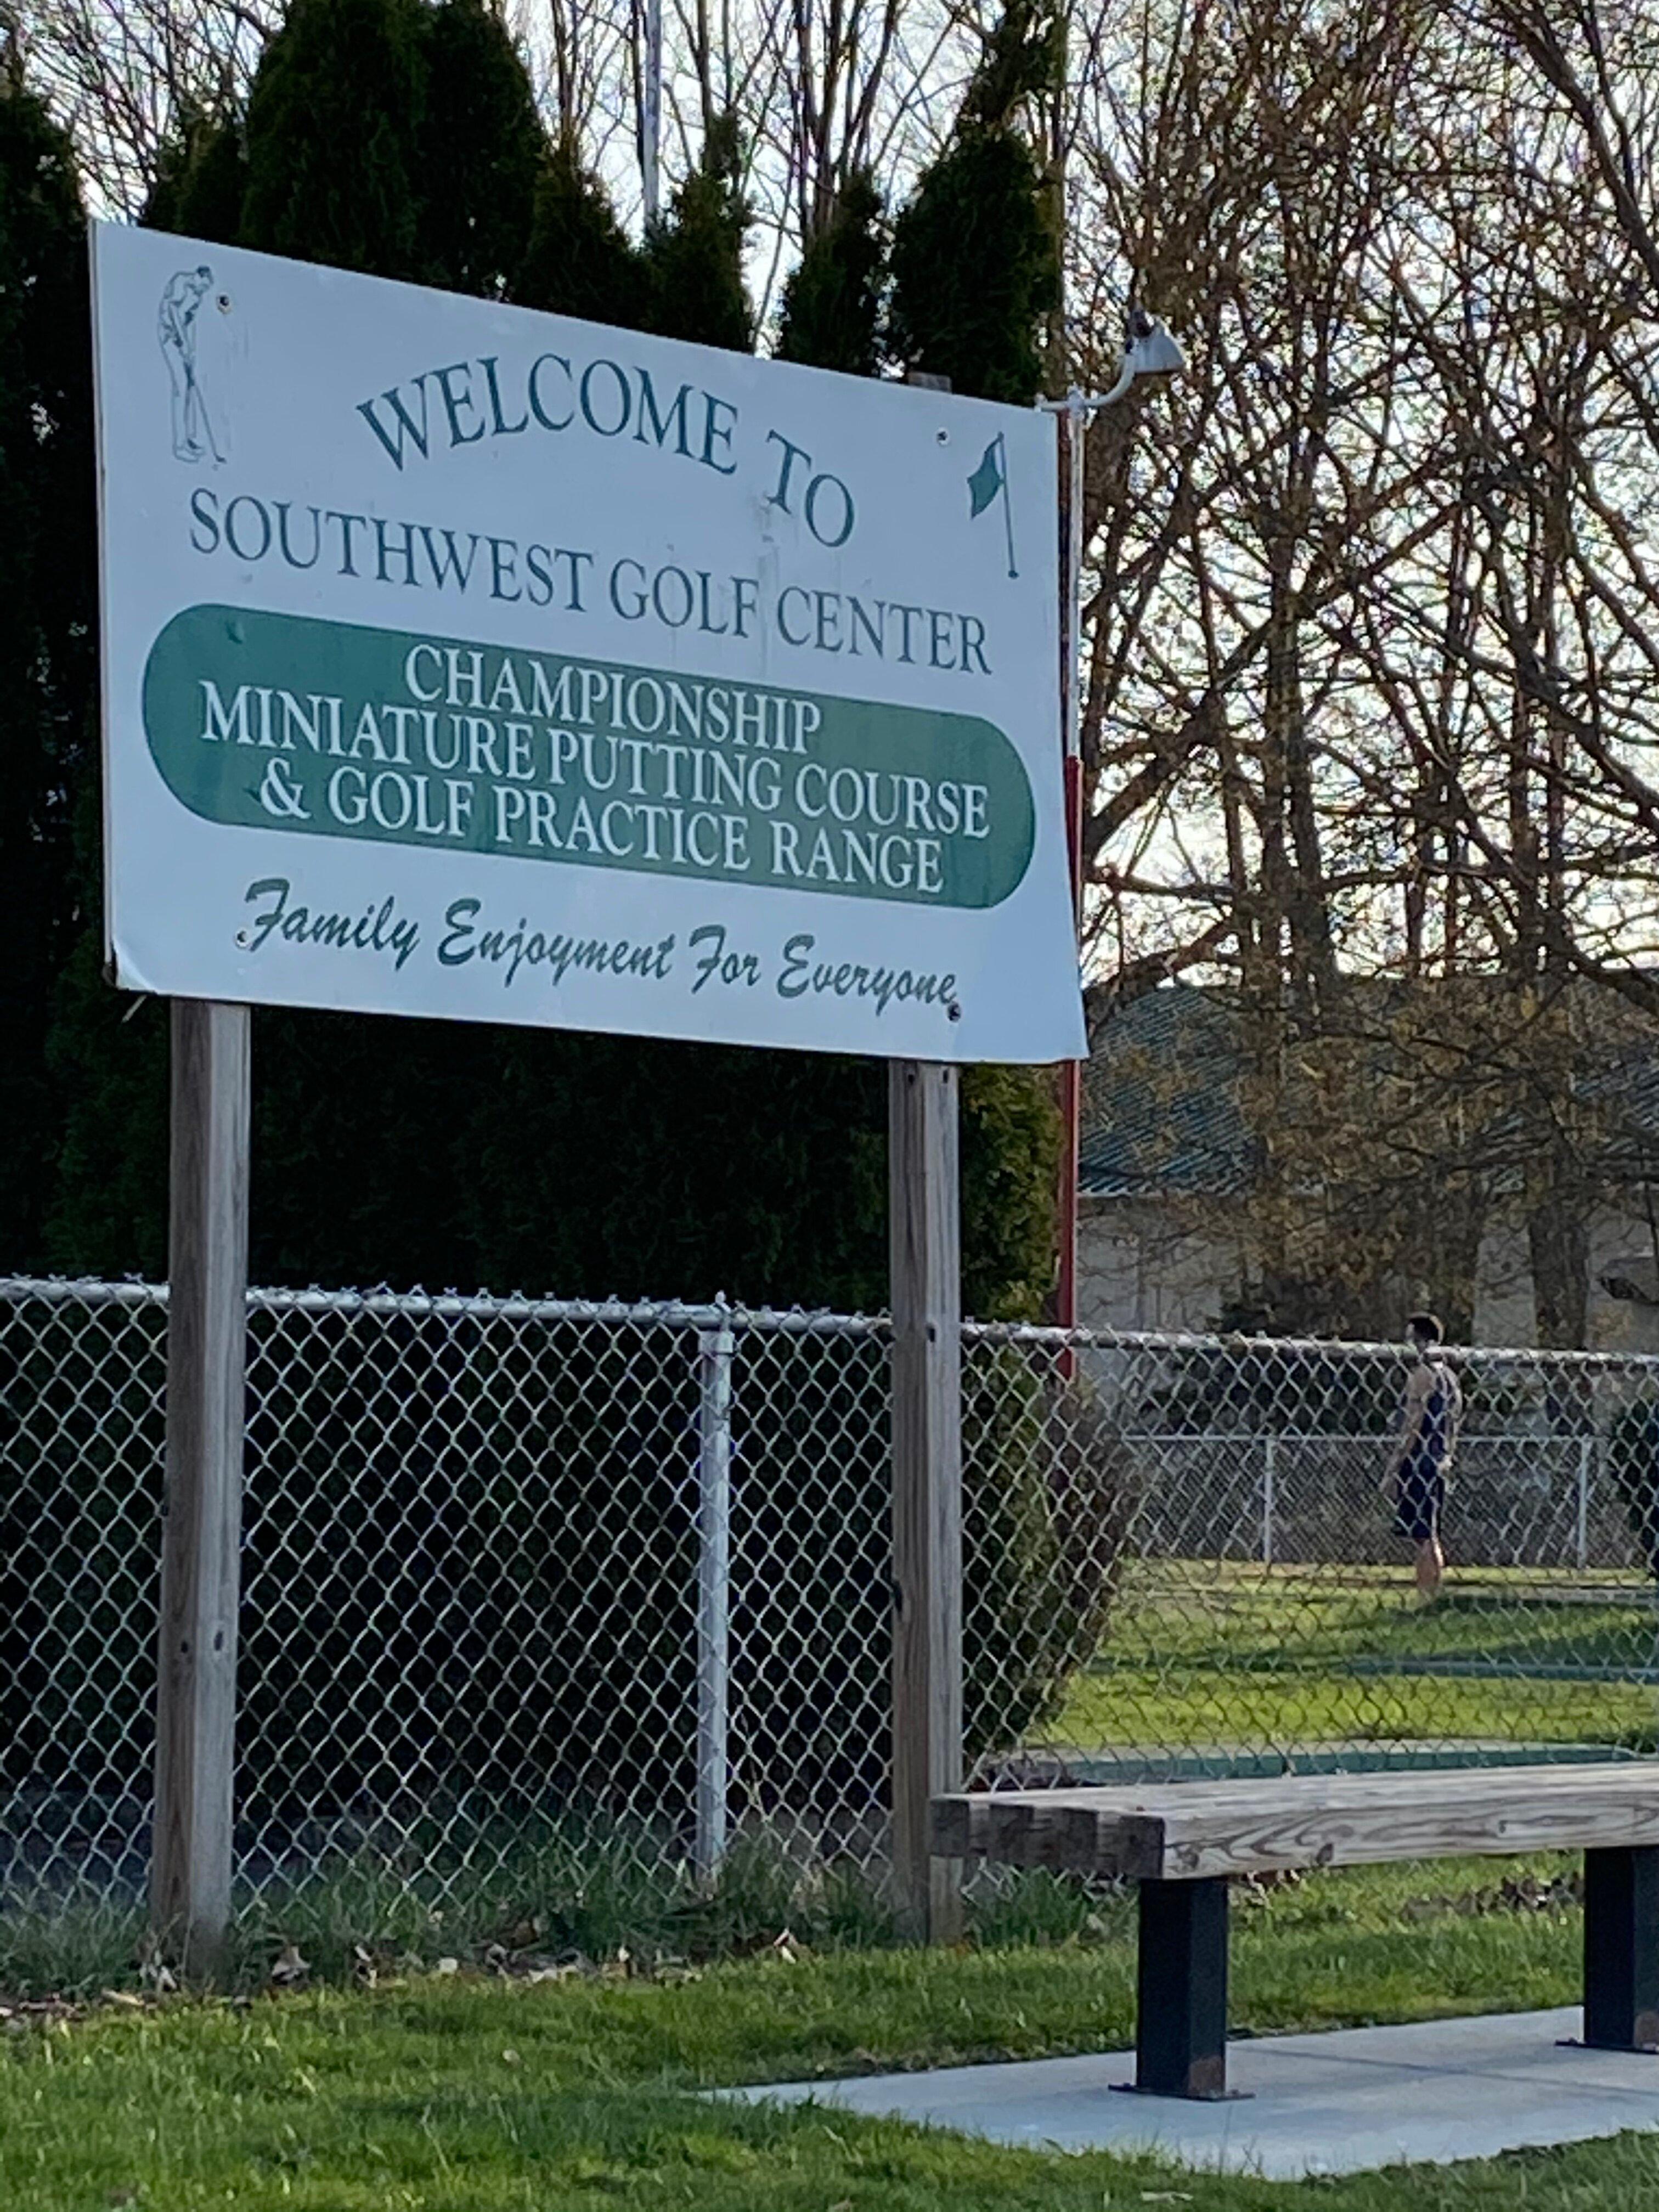 WELCOME TO
SOUTHWEST GOLF CENTER
CHAMPIONSHIP
MINIATURE PUTTING COURSE
& GOLF PRACTICE RANGE
Family Enjoyment For Everyone